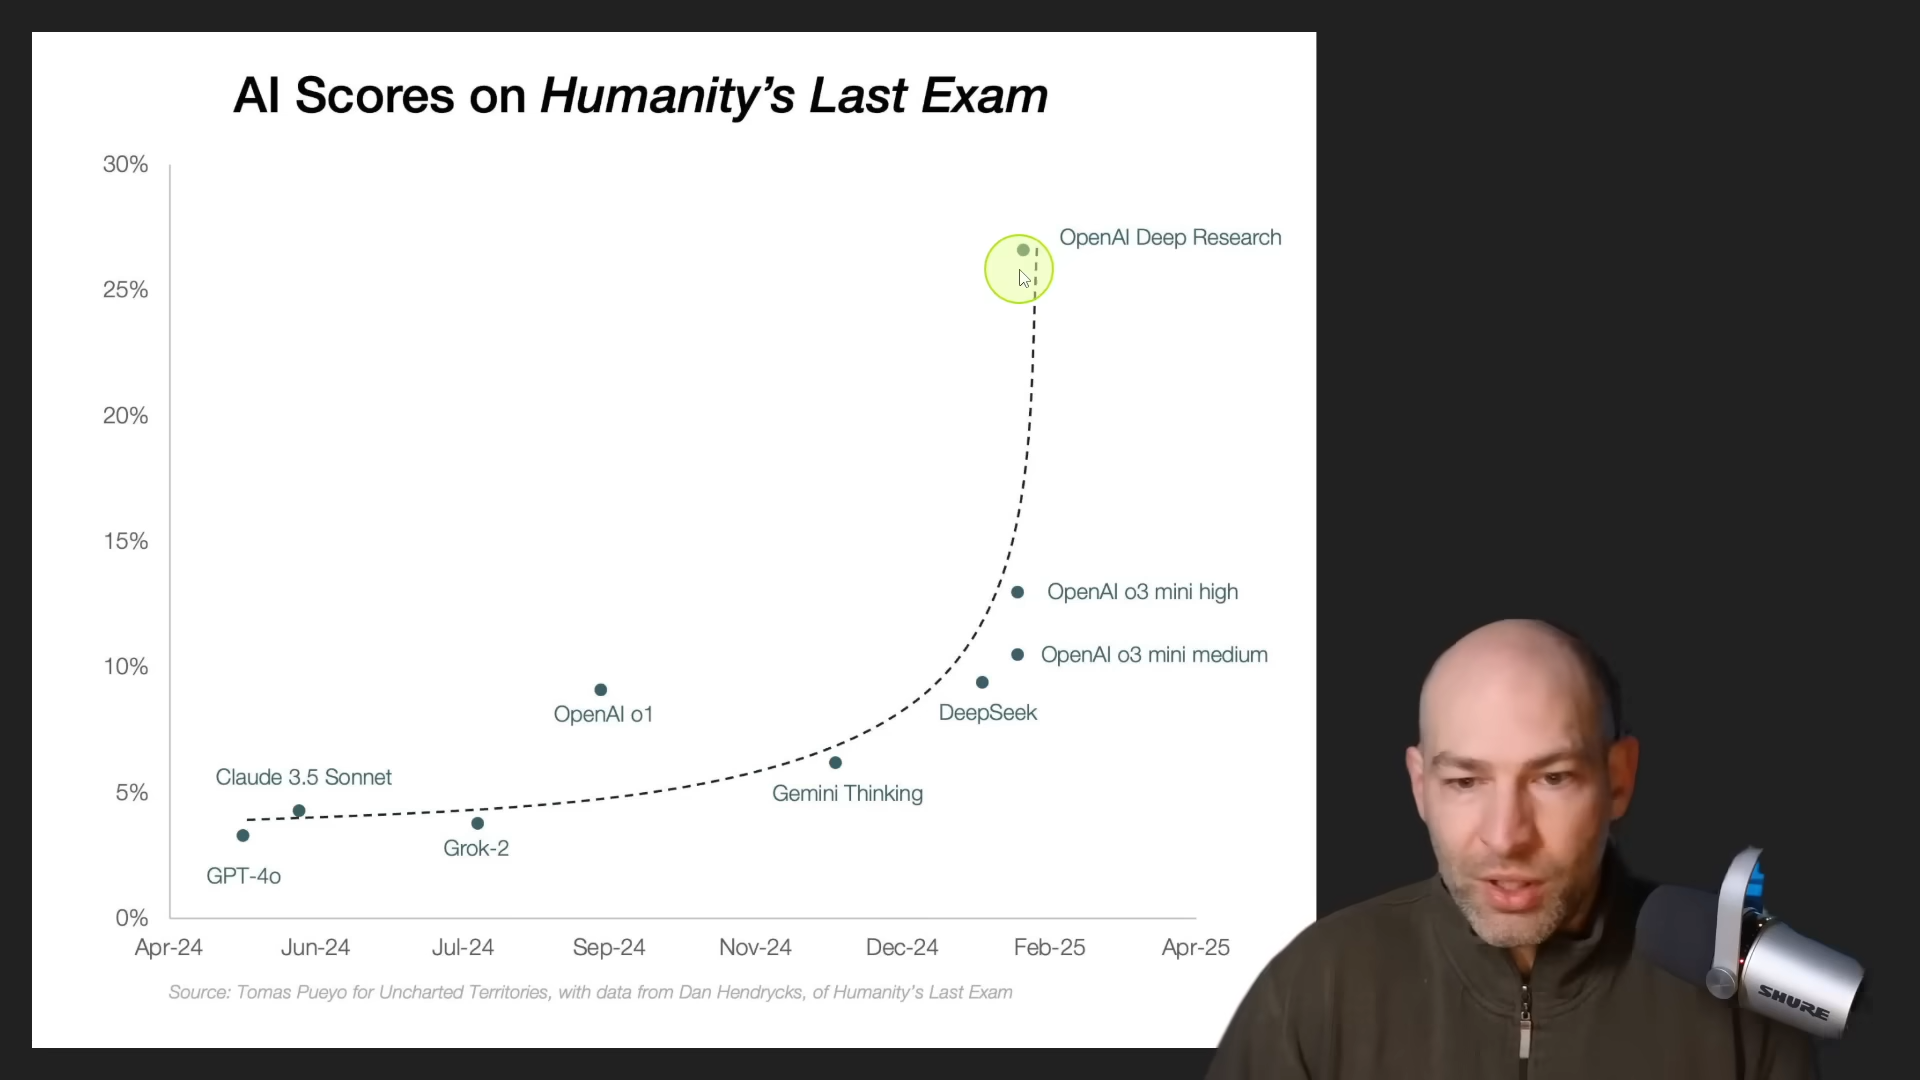 AI Scores on Humanity's Last Exam
30%
OpenAI Deep Research
25%
20%
15%
OpenAI o3 mini high
OpenAI o3 mini medium
10%
OpenAI o1
DeepSeek
Claude 3.5 Sonnet
5%
Gemini Thinking
Grok-2
GPT-4o
0%
Apr-24 Jun-24 Jul-24 Sep-24 Nov-24 Dec-24 Feb-25 Apr-25
Source: Tomas Pueyo for Uncharted Territories, with data from Dan Hendrycks, of Humanity's Last Exam
SHURE